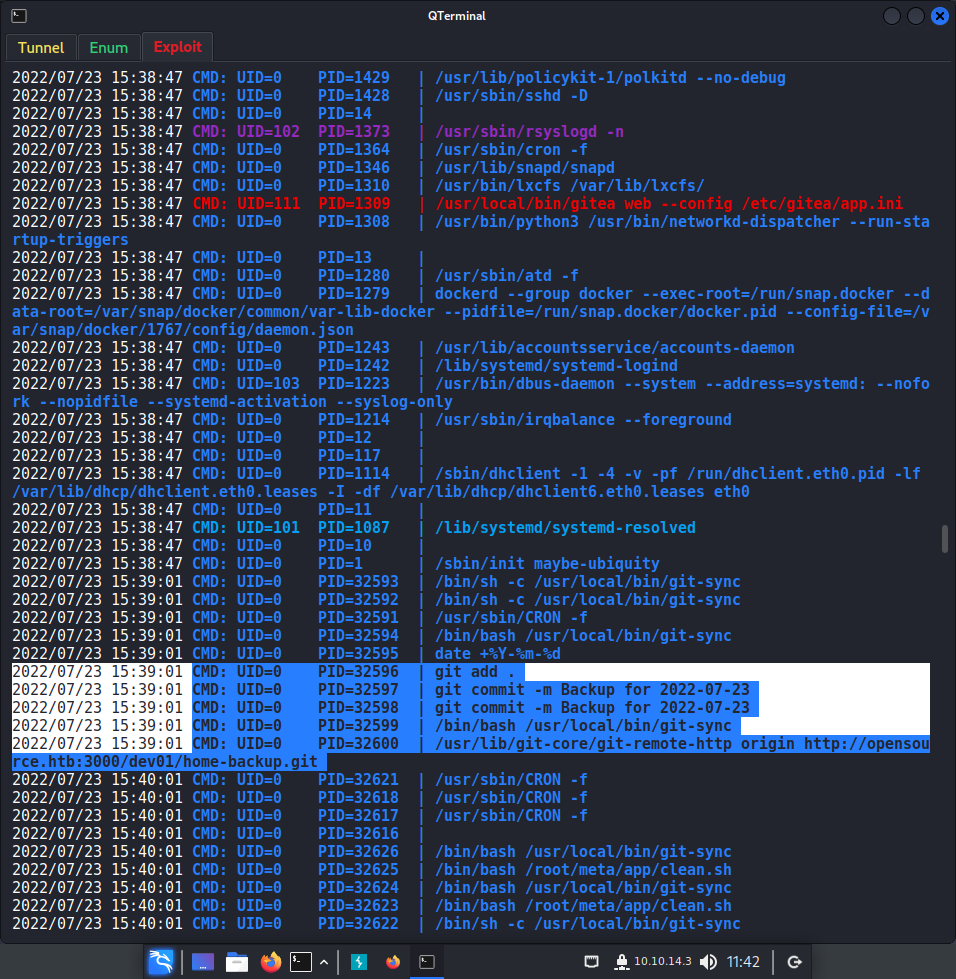 QTerminal
Tunnel Enum Exploit
2022/07/23 15:38:47 CMD: UID=0    PID=1429   | /usr/lib/policykit-1/polkitd --no-debug
2022/07/23 15:38:47 CMD: UID=0    PID=1428   | /usr/sbin/sshd -D
2022/07/23 15:38:47 CMD: UID=0    PID=14     |
2022/07/23 15:38:47 CMD: UID=102  PID=1373   | /usr/sbin/rsyslogd -n
2022/07/23 15:38:47 CMD: UID=0    PID=1364   | /usr/sbin/cron -f
2022/07/23 15:38:47 CMD: UID=0    PID=1346   | /usr/lib/snapd/snapd
2022/07/23 15:38:47 CMD: UID=0    PID=1310   | /usr/bin/lxcfs /var/lib/lxcfs/
2022/07/23 15:38:47 CMD: UID=111  PID=1309   | /usr/local/bin/gitea web --config /etc/gitea/app.ini
2022/07/23 15:38:47 CMD: UID=0    PID=1308   | /usr/bin/python3 /usr/bin/networkd-dispatcher --run-sta
rtup-triggers
2022/07/23 15:38:47 CMD: UID=0    PID=13     |
2022/07/23 15:38:47 CMD: UID=0    PID=1280   | /usr/sbin/atd -f
2022/07/23 15:38:47 CMD: UID=0    PID=1279   | dockerd --group docker --exec-root=/run/snap.docker --d
ata-root=/var/snap/docker/common/var-lib-docker --pidfile=/run/snap.docker/docker.pid --config-file=/v
ar/snap/docker/1767/config/daemon.json
2022/07/23 15:38:47 CMD: UID=0    PID=1243   | /usr/lib/accountsservice/accounts-daemon
2022/07/23 15:38:47 CMD: UID=0    PID=1242   | /lib/systemd/systemd-logind
2022/07/23 15:38:47 CMD: UID=103  PID=1223   | /usr/bin/dbus-daemon --system --address=systemd: --nofo
rk --nopidfile --systemd-activation --syslog-only
2022/07/23 15:38:47 CMD: UID=0    PID=1214   | /usr/sbin/irqbalance --foreground
2022/07/23 15:38:47 CMD: UID=0    PID=12     |
2022/07/23 15:38:47 CMD: UID=0    PID=117    |
2022/07/23 15:38:47 CMD: UID=0    PID=1114   | /sbin/dhclient -1 -4 -v -pf /run/dhclient.eth0.pid -lf
/var/lib/dhcp/dhclient.eth0.leases -I -df /var/lib/dhcp/dhclient6.eth0.leases eth0
2022/07/23 15:38:47 CMD: UID=0    PID=11     |
2022/07/23 15:38:47 CMD: UID=101  PID=1087   | /lib/systemd/systemd-resolved
2022/07/23 15:38:47 CMD: UID=0    PID=10     |
2022/07/23 15:38:47 CMD: UID=0    PID=1      | /sbin/init maybe-ubiquity
2022/07/23 15:39:01 CMD: UID=0    PID=32593  | /bin/sh -c /usr/local/bin/git-sync
2022/07/23 15:39:01 CMD: UID=0    PID=32592  | /bin/sh -c /usr/local/bin/git-sync
2022/07/23 15:39:01 CMD: UID=0    PID=32591  | /usr/sbin/CRON -f
2022/07/23 15:39:01 CMD: UID=0    PID=32594  | /bin/bash /usr/local/bin/git-sync
2022/07/23 15:39:01 CMD: UID=0    PID=32595  | date +%Y-%m-%d
2022/07/23 15:39:01 CMD: UID=0    PID=32596  | git add .
2022/07/23 15:39:01 CMD: UID=0    PID=32597  | git commit -m Backup for 2022-07-23
2022/07/23 15:39:01 CMD: UID=0    PID=32598  | git commit -m Backup for 2022-07-23
2022/07/23 15:39:01 CMD: UID=0    PID=32599  | /bin/bash /usr/local/bin/git-sync
2022/07/23 15:39:01 CMD: UID=0    PID=32600  | /usr/lib/git-core/git-remote-http origin http://opensou
rce.htb:3000/dev01/home-backup.git
2022/07/23 15:40:01 CMD: UID=0    PID=32621  | /usr/sbin/CRON -f
2022/07/23 15:40:01 CMD: UID=0    PID=32618  | /usr/sbin/CRON -f
2022/07/23 15:40:01 CMD: UID=0    PID=32617  | /usr/sbin/CRON -f
2022/07/23 15:40:01 CMD: UID=0    PID=32616  |
2022/07/23 15:40:01 CMD: UID=0    PID=32626  | /bin/bash /usr/local/bin/git-sync
2022/07/23 15:40:01 CMD: UID=0    PID=32625  | /bin/bash /root/meta/app/clean.sh
2022/07/23 15:40:01 CMD: UID=0    PID=32624  | /bin/bash /usr/local/bin/git-sync
2022/07/23 15:40:01 CMD: UID=0    PID=32623  | /bin/bash /root/meta/app/clean.sh
2022/07/23 15:40:01 CMD: UID=0    PID=32622  | /bin/sh -c /usr/local/bin/git-sync
10.10.14.3 11:42